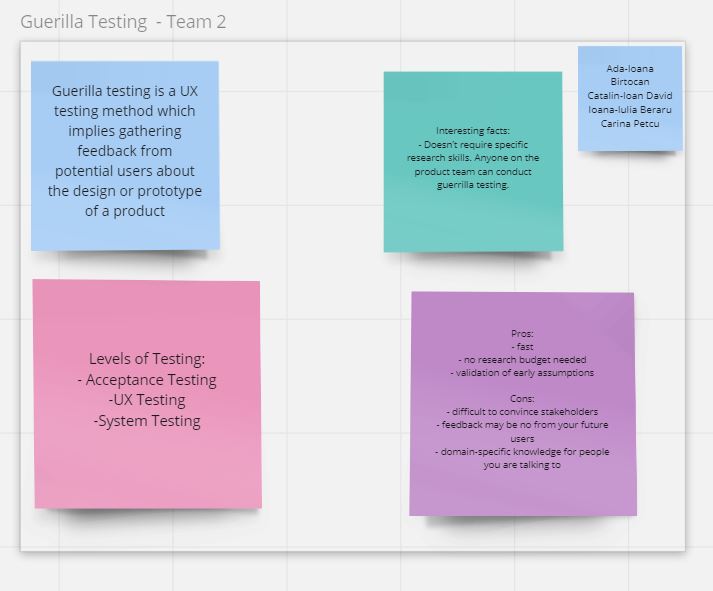 Guerilla Testing - Team 2
Guerilla testing is a UX
testing method which
implies gathering
feedback from
potential users about
the design or prototype
of a product
Interesting facts:
- Doesn't require specific
research skills. Anyone on the
product team can conduct
guerrilla testing.
Ada-Ioana
Birtocan
Catalin-Ioan David
Ioana-Iulia Beraru
Carina Petcu
Levels of Testing:
- Acceptance Testing
-UX Testing
-System Testing
Pros:
- fast
- no research budget needed
- validation of early assumptions
Cons:
- difficult to convince stakeholders
- feedback may be no from your future
users
- domain-specific knowledge for people
you are talking to